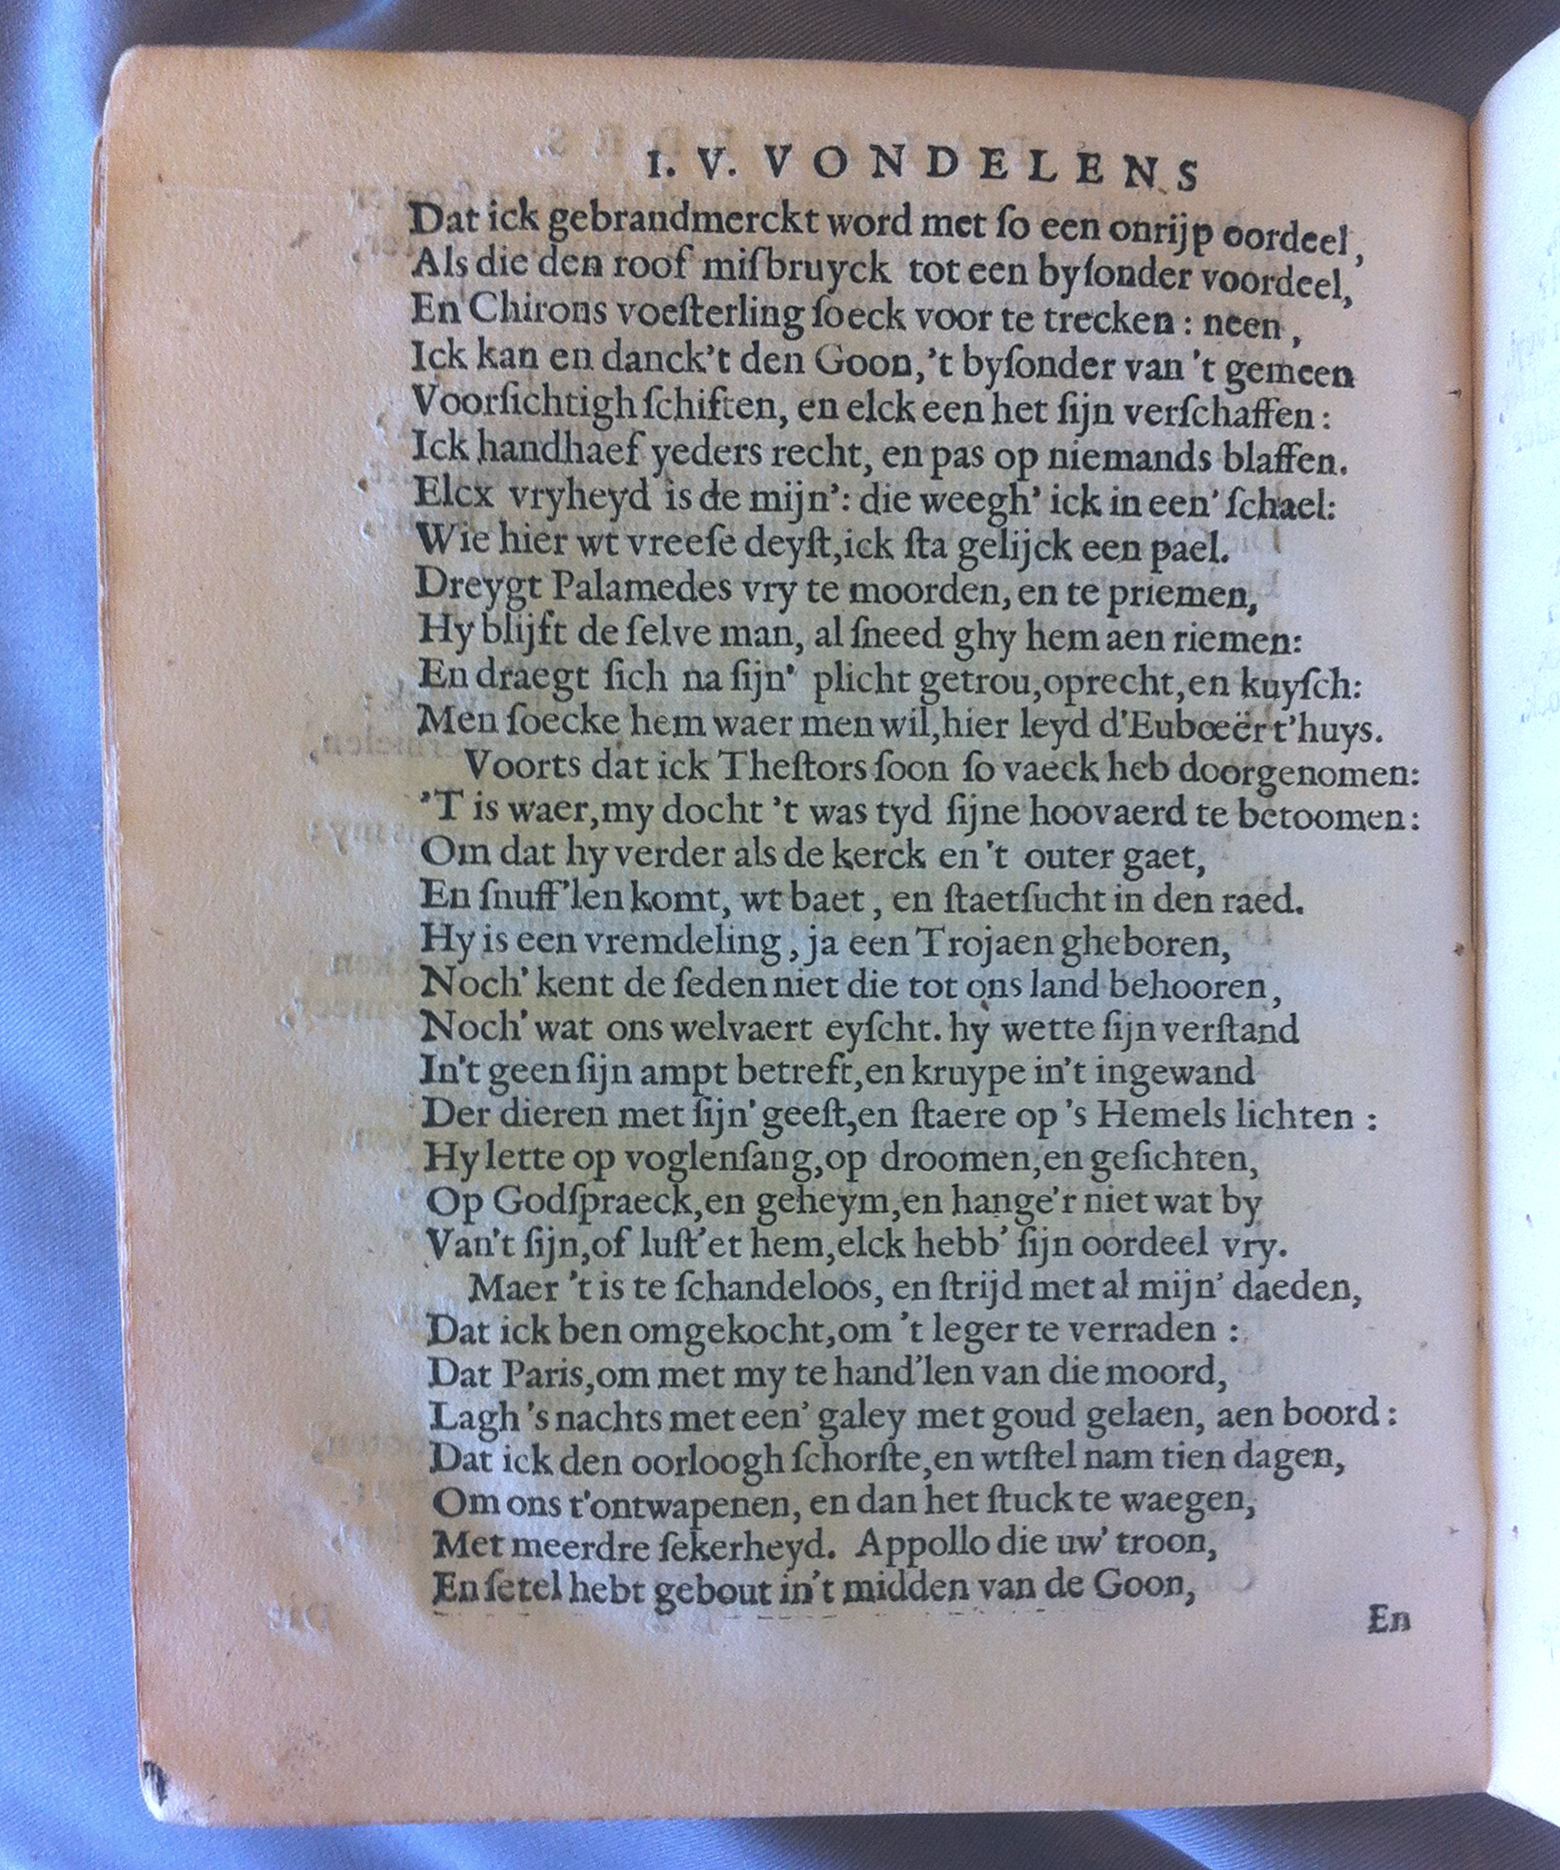 I. V. VONDELENS
Dat ick gebrandmerckt word met ſo een onrijp oordeel,
Als die den roof miſbruyck tot een byſonder voordeel,
En Chirons voeſterling ſoeck voor te trecken: neen,
Ick kan en danck't den Goon,'t byſonder van 't gemeen
Voorſichtigh ſchiften, en elck een het ſijn verſchaffen:
Ick handhaef yeders recht, en pas op niemands blaffen.
Elcx vryheyd is de mijn': die weegh' ick in een' ſchael:
Wie hier wt vreeſe deyſt,ick ſta gelijck een pael.
Dreygt Palamedes vry te moorden, en te priemen,
Hy blijft de ſelve man, al ſneed ghy hem aen riemen:
En draegt ſich na ſijn' plicht getrou,oprecht,en kuyſch:
Men ſoecke hem waer men wil,hier leyd d'Eubœër t'huys.
Voorts dat ick Theſtors ſoon ſo vaeck heb doorgenomen:
'T is waer,my docht 't was tyd ſijne hoovaerd te betoomen:
Om dat hy verder als de kerck en 't outer gaet,
En ſnuff'len komt, wt baet, en ſtaetſucht in den raed.
Hy is een vremdeling, ja een Trojaen gheboren,
Noch' kent de ſeden niet die tot ons land behooren,
Noch' wat ons welvaert eyſcht. hy wette ſijn verſtand
In't geen ſijn ampt betreft,en kruype in't ingewand
Der dieren met ſijn' geeſt,en ſtaere op 's Hemels lichten:
Hy lette op voglenſang,op droomen,en geſichten,
Op Godſpraeck,en geheym,en hange'r niet wat by
Van't ſijn,of luſt'et hem,elck hebb' ſijn oordeel vry.
Maer 't is te ſchandeloos, en ſtrijd met al mijn' daeden,
Dat ick ben omgekocht,om 't leger te verraden:
Dat Paris,om met my te hand'len van die moord,
Lagh 's nachts met een' galey met goud gelaen, aen boord:
Dat ick den oorloogh ſchorſte,en wtſtel nam tien dagen,
Om ons t'ontwapenen, en dan het ſtuck te waegen,
Met meerdre ſekerheyd. Appollo die uw' troon,
En ſetel hebt gebout in't midden van de Goon,
En